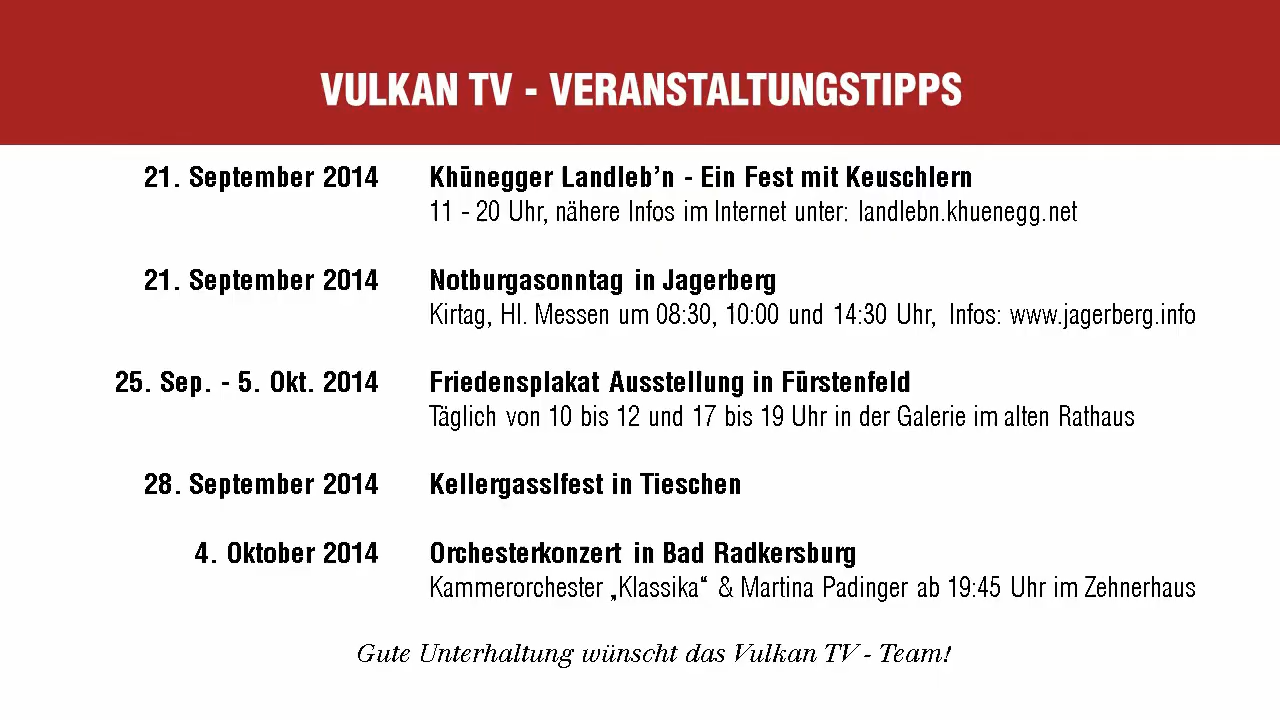 VULKAN TV - VERANSTALTUNGSTIPPS
21. September 2014 Khünegger Landleb’n - Ein Fest mit Keuschlern
11 - 20 Uhr, nähere Infos im Internet unter: landlebn.khuenegg.net
21. September 2014 Notburgasonntag in Jagerberg
Kirtag, Hl. Messen um 08:30, 10:00 und 14:30 Uhr, Infos: www.jagerberg.info
25. Sep. - 5. Okt. 2014 Friedensplakat Ausstellung in Fürstenfeld
Täglich von 10 bis 12 und 17 bis 19 Uhr in der Galerie im alten Rathaus
28. September 2014 Kellergasslfest in Tieschen
4. Oktober 2014 Orchesterkonzert in Bad Radkersburg
Kammerorchester „Klassika“ & Martina Padinger ab 19:45 Uhr im Zehnerhaus
Gute Unterhaltung wünscht das Vulkan TV - Team!